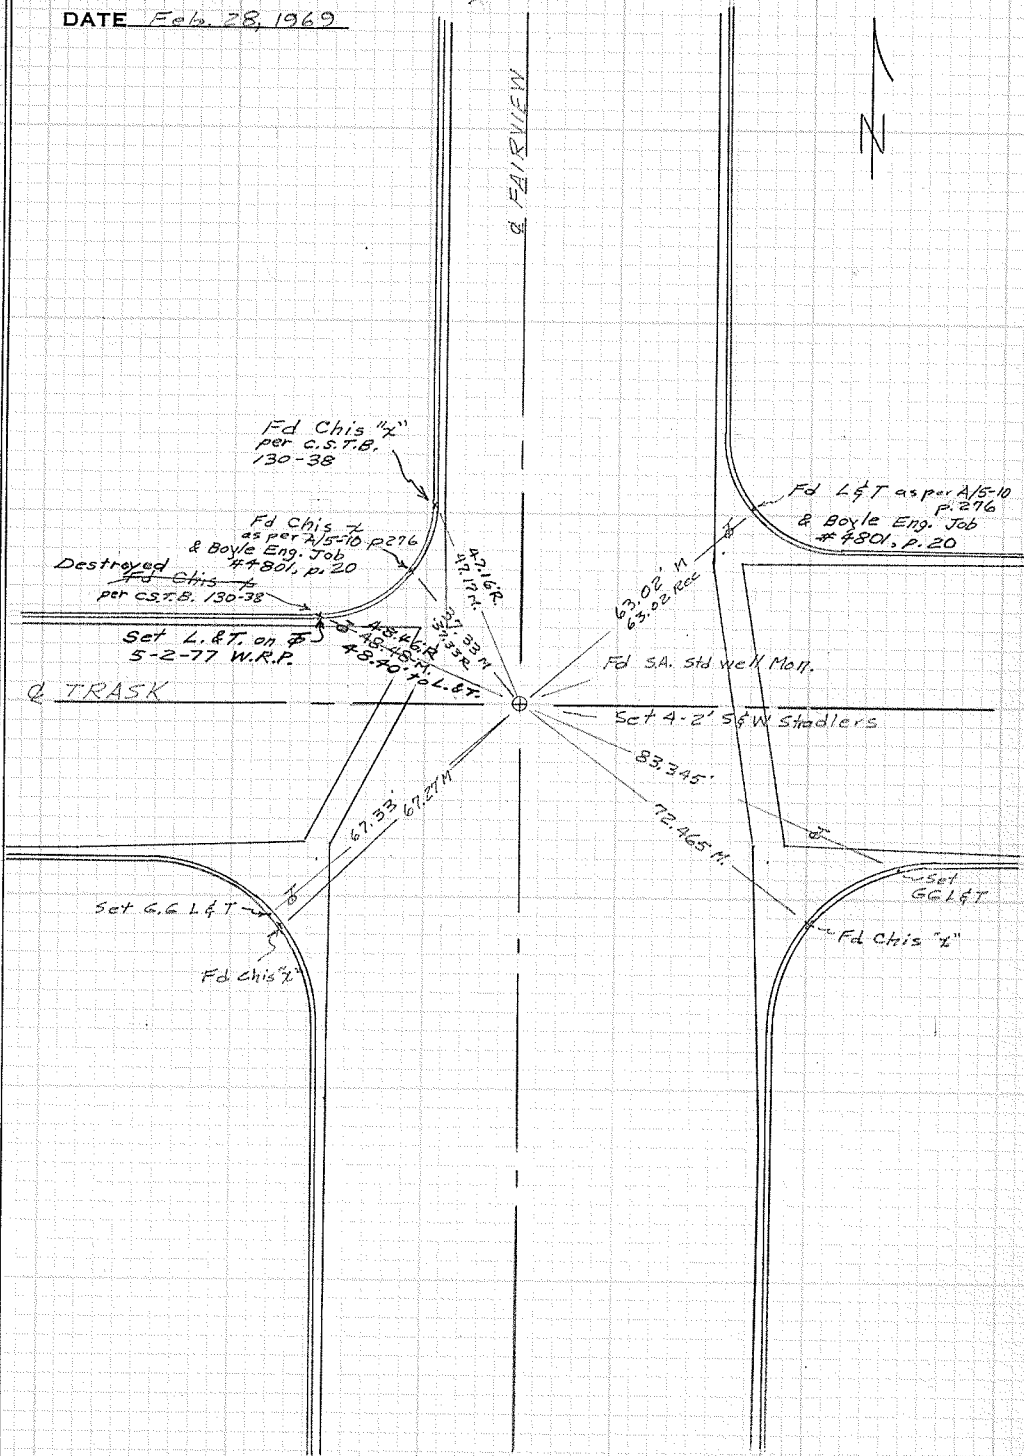 DATE Feb. 28, 1969
N
℄ FAIRVIEW
Fd Chis "x"
per C.S.T.B.
130-38
Fd Chis x
as per A/5-10 p276
& Boyle Eng. Job
#4801, p. 20
Destroyed
Fd Chis x
per C.S.T.B. 130-38
Set L.&T. on
5-2-77 W.R.P.
47.16'R.
47.17 M.
37.33 M
37.33 R
48.46 R
48.48 M.
48.40' to L.&T.
Fd L&T as per A/5-10
p.276
& Boyle Eng. Job
#4801, p. 20
63.02' M
63.02 Rec
Fd S.A. Std well Mon.
℄ TRASK
Set 4-2' S&W Stadlers
83.345'
72.465 M.
67.33'
67.27 M
Set G.G L&T
Fd Chis "x"
Set
GG L&T
Fd Chis "x"